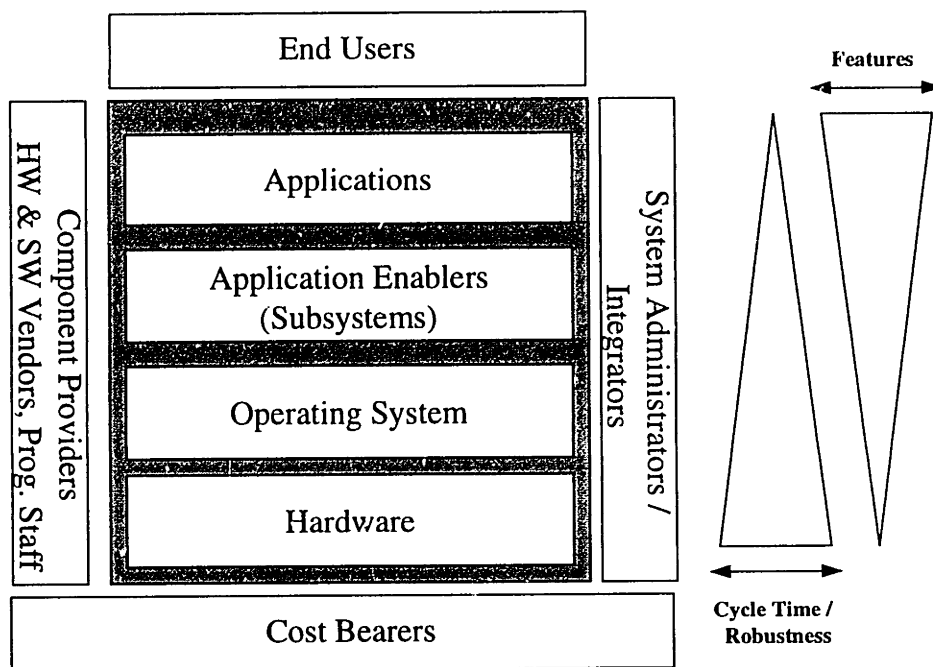 End Users
Features
Applications
Application Enablers
(Subsystems)
Operating System
Hardware
Component Providers
HW & SW Vendors, Prog. Staff
System Administrators /
Integrators
Cost Bearers
Cycle Time /
Robustness